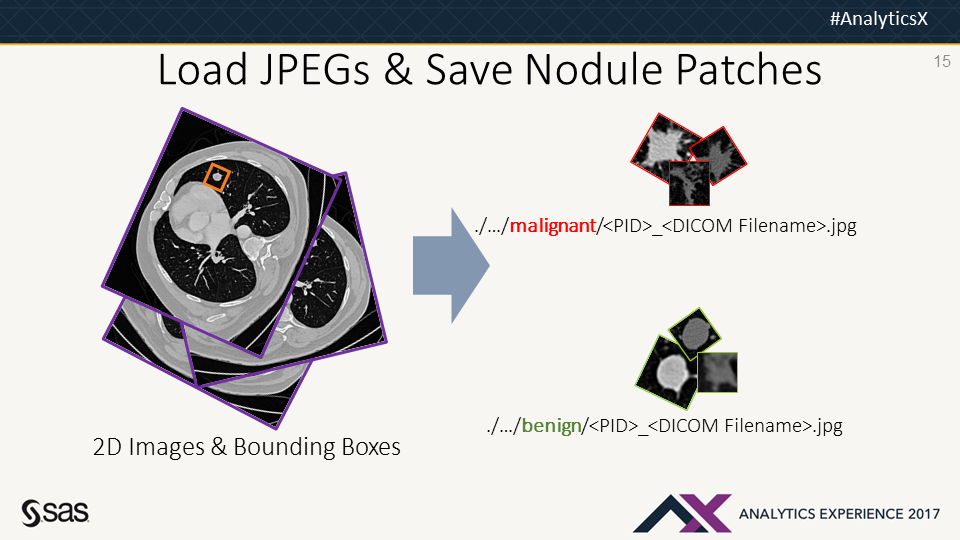 #AnalyticsX
Load JPEGs & Save Nodule Patches
15
./.../malignant/<PID>_<DICOM Filename>.jpg
./.../benign/<PID>_<DICOM Filename>.jpg
2D Images & Bounding Boxes
sas
ANALYTICS EXPERIENCE 2017